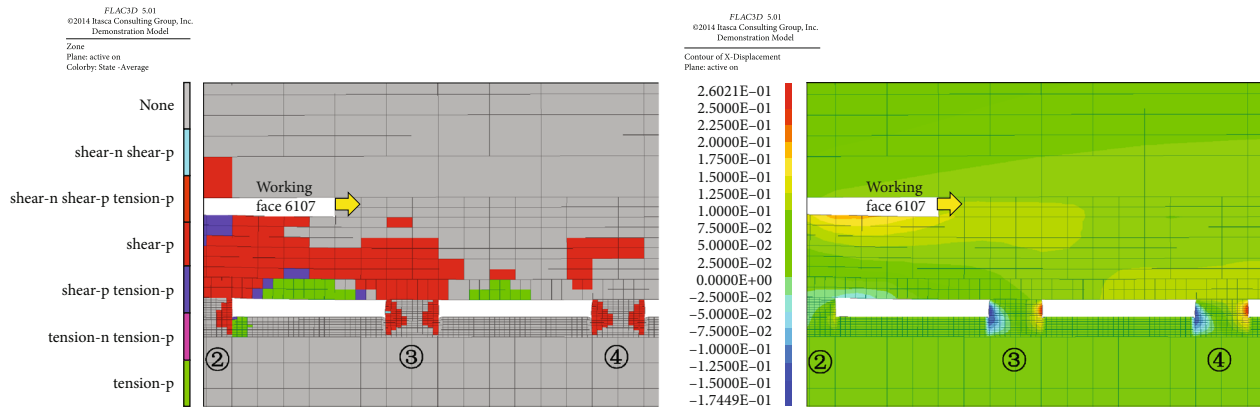 FLAC3D 5.01
©2014 Itasca Consulting Group, Inc.
Demonstration Model
Zone
Plane: active on
Colorby: State -Average
None
shear-n shear-p
shear-n shear-p tension-p
shear-p
shear-p tension-p
tension-n tension-p
tension-p
Working
face 6107
②
③
④
FLAC3D 5.01
©2014 Itasca Consulting Group, Inc.
Demonstration Model
Contour of X-Displacement
Plane: active on
2.6021E–01
2.5000E–01
2.2500E–01
2.0000E–01
1.7500E–01
1.5000E–01
1.2500E–01
1.0000E–01
7.5000E–02
5.0000E–02
2.5000E–02
0.0000E+00
–2.5000E–02
–5.0000E–02
–7.5000E–02
–1.0000E–01
–1.2500E–01
–1.5000E–01
–1.7449E–01
Working
face 6107
②
③
④